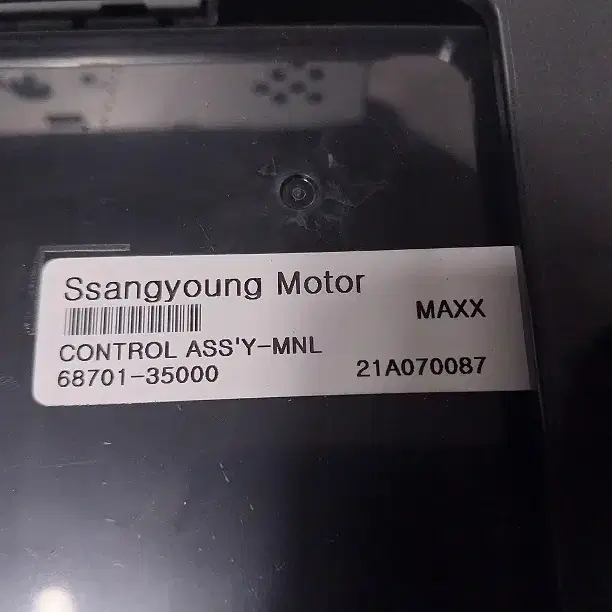 Ssangyoung Motor
MAXX
CONTROL ASS'Y-MNL
68701-35000
21A070087